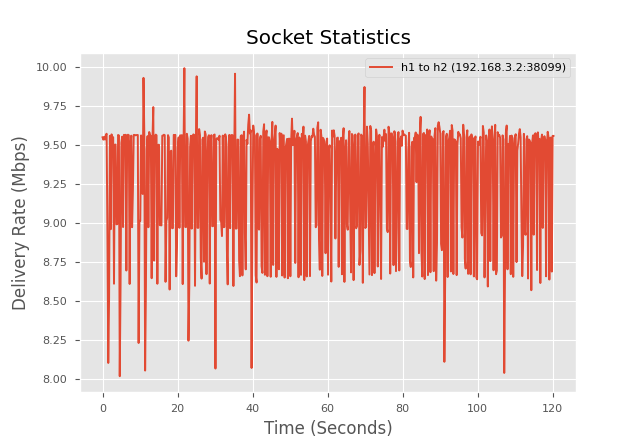 Socket Statistics
h1 to h2 (192.168.3.2:38099)
Delivery Rate (Mbps)
10.00
9.75
9.50
9.25
9.00
8.75
8.50
8.25
8.00
0 20 40 60 80 100 120
Time (Seconds)